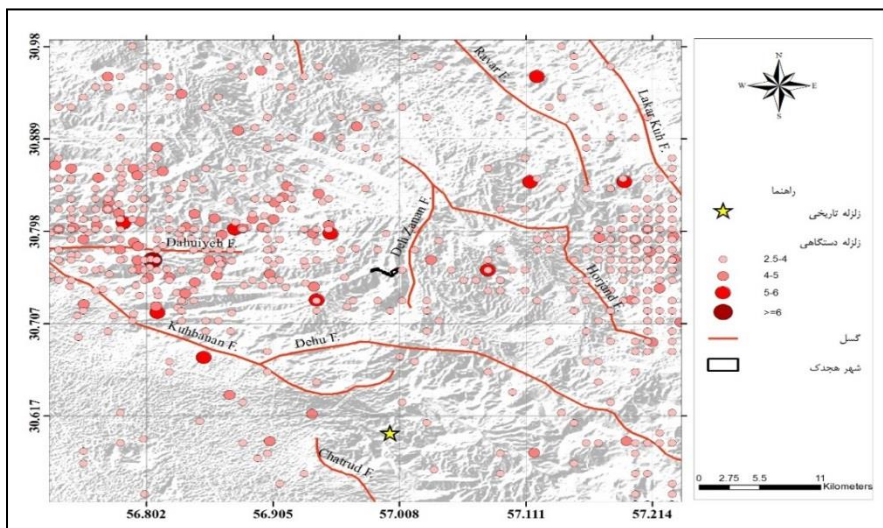 30.98
30.889
30.798
30.707
30.617
56.802
56.905
57.008
57.111
57.214
Ravar F.
Lakar Kuh F.
Deh Zanan F.
Dahuiyeh F.
Horjand F.
Kuhbanan F.
Dehu F.
Chatrud F.
N
W E
S
راهنما
زلزله تاریخی
زلزله دستگاهی
2.5-4
4-5
5-6
>=6
گسل
شهر هجدک
0 2.75 5.5 11
Kilometers